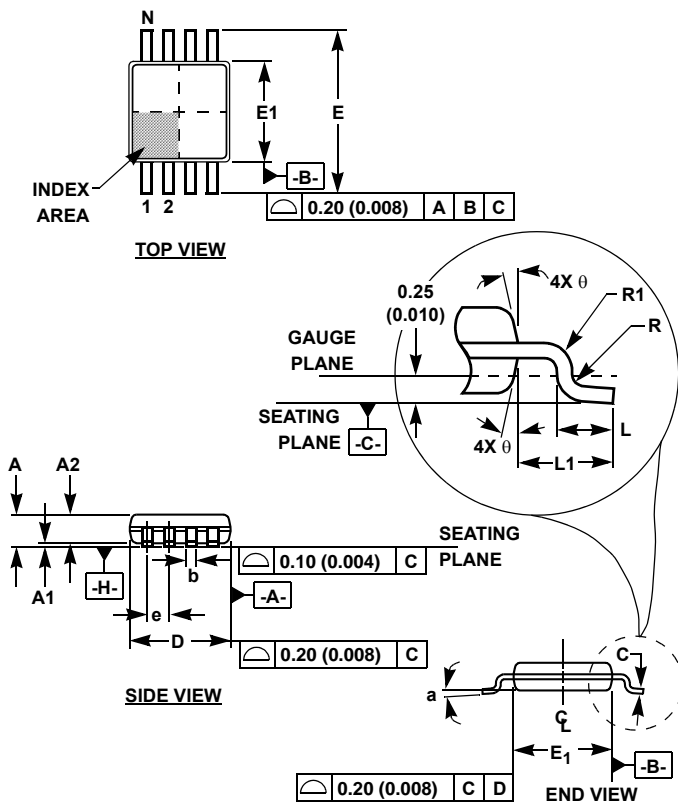 N
E1
E
-B-
INDEX
AREA
1 2
⌓ 0.20 (0.008) A B C
TOP VIEW
0.25
(0.010)
4X θ
R1
R
GAUGE
PLANE
SEATING
PLANE -C-
4X θ
L
L1
A A2
SEATING
PLANE
⌓ 0.10 (0.004) C
-H-
A1
b
-A-
e
D
⌓ 0.20 (0.008) C
SIDE VIEW
C
a
CL
E1
-B-
⌓ 0.20 (0.008) C D
END VIEW